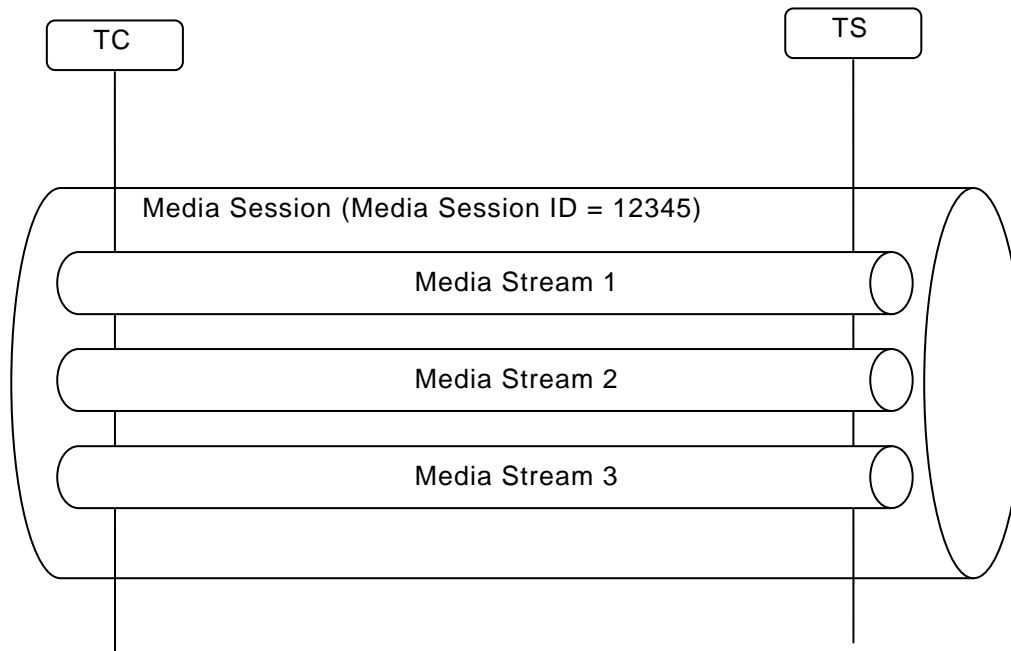 TC
TS
Media Session (Media Session ID = 12345)
Media Stream 1
Media Stream 2
Media Stream 3